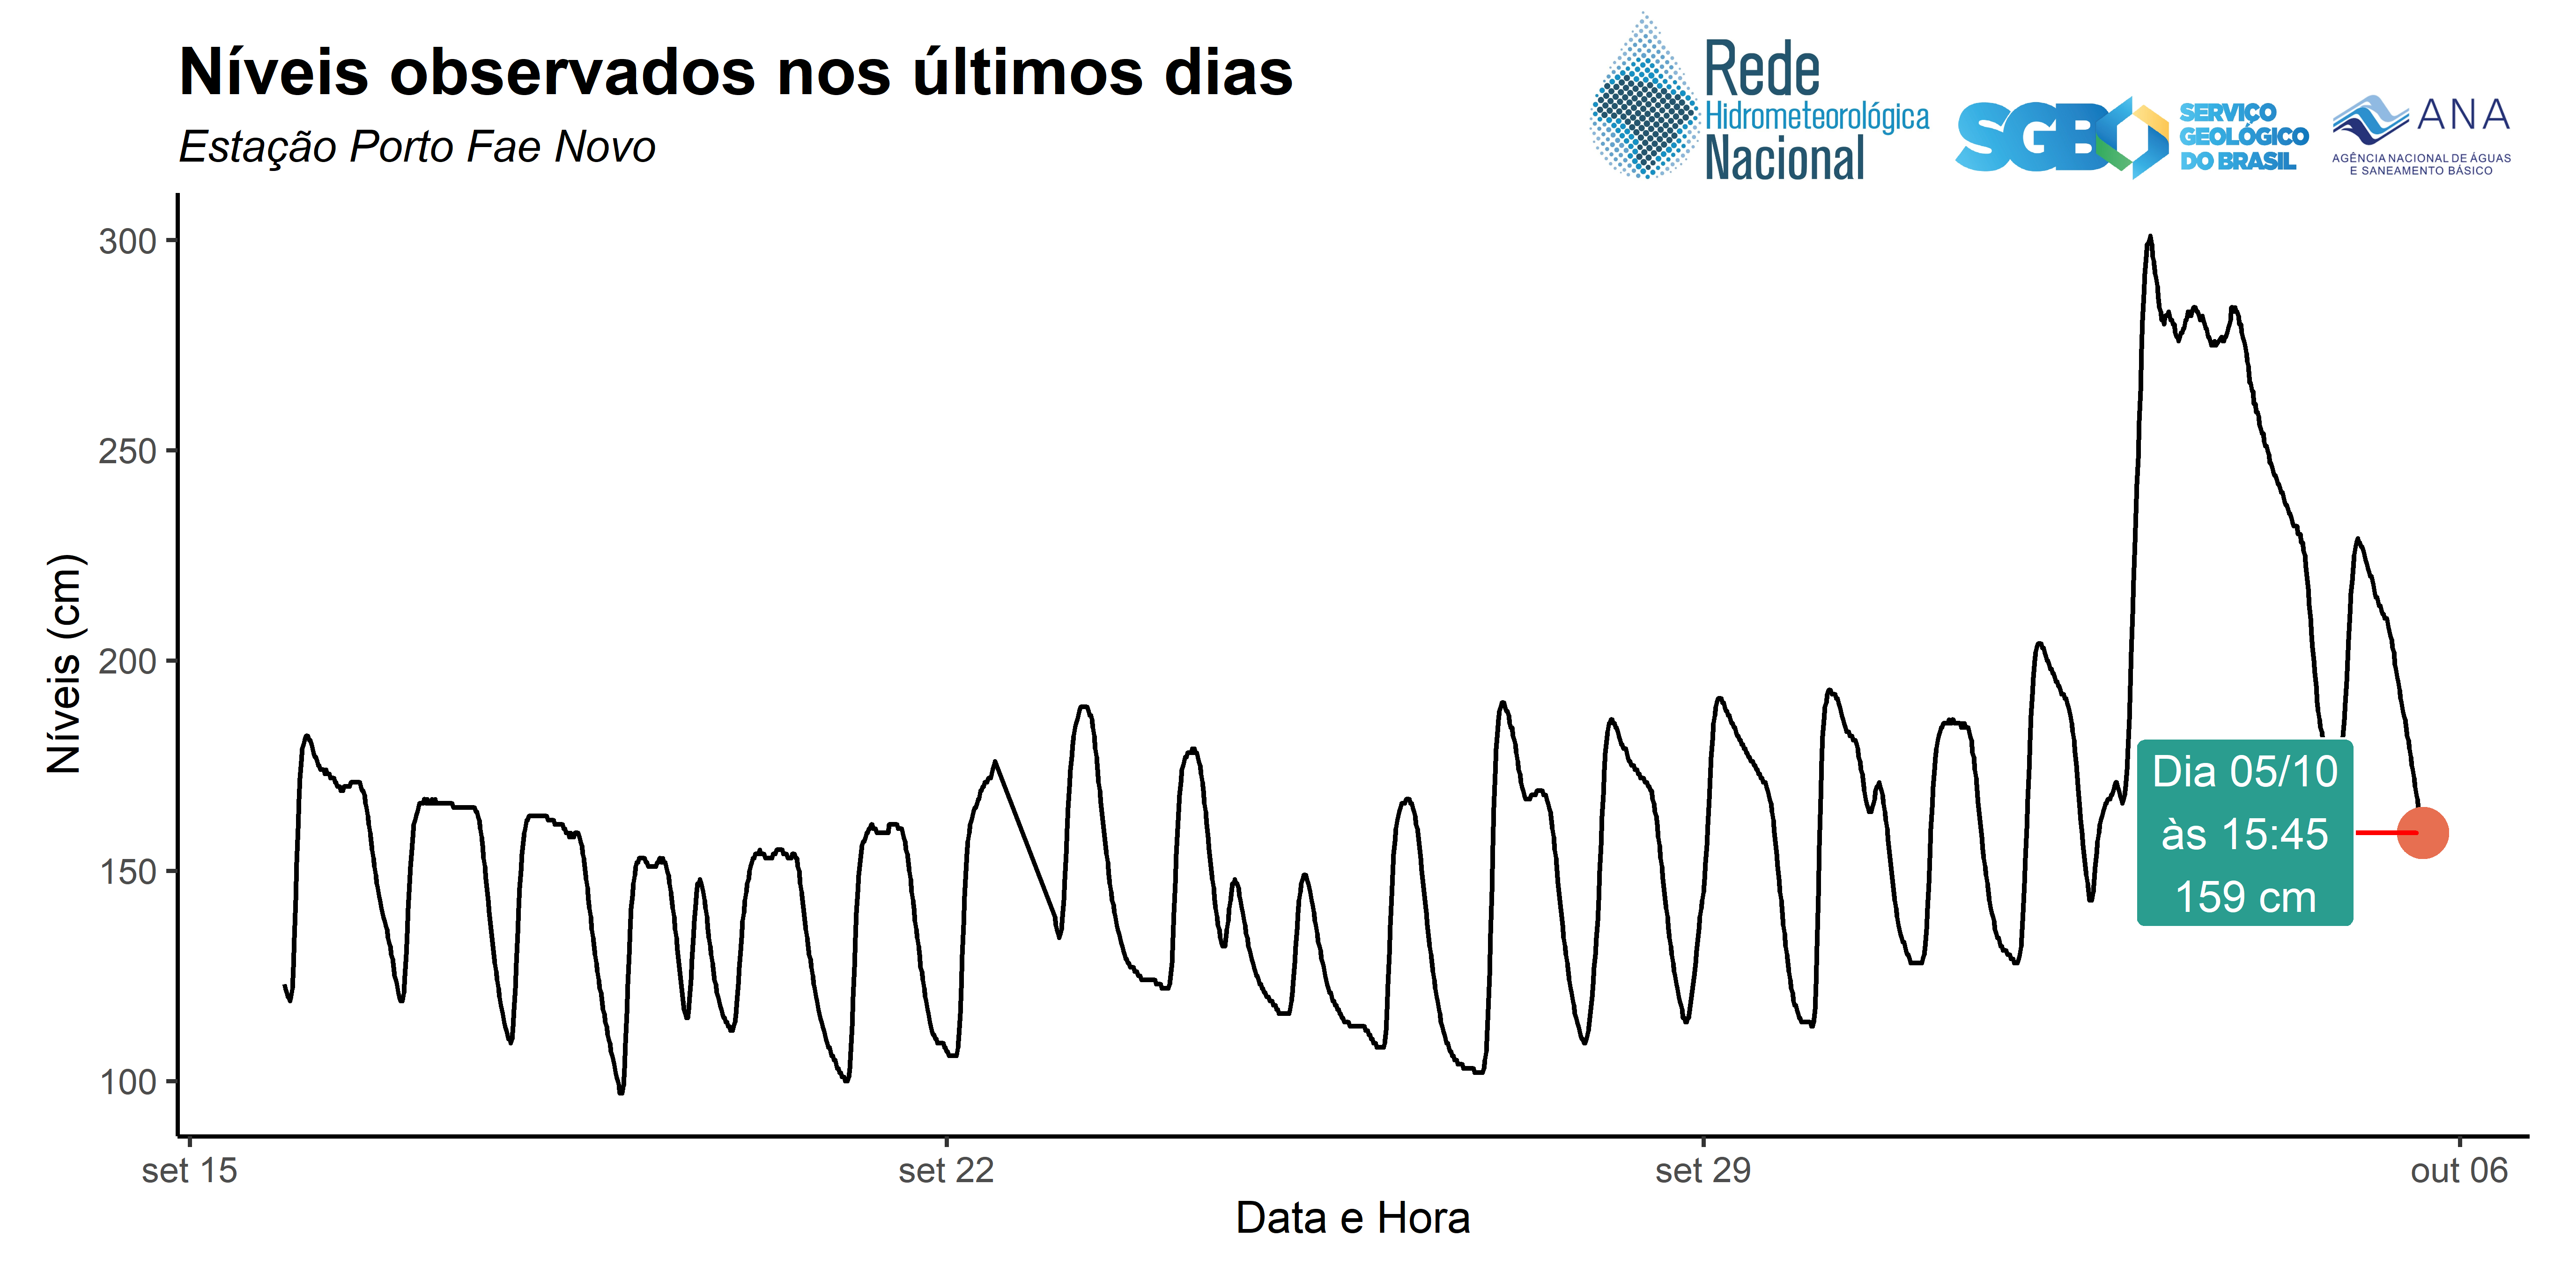 Níveis observados nos últimos dias
Estação Porto Fae Novo
Rede
Hidrometeorológica
Nacional
SGB
SERVIÇO
GEOLÓGICO
DO BRASIL
ANA
AGÊNCIA NACIONAL DE ÁGUAS
E SANEAMENTO BÁSICO
300
250
200
150
100
Níveis (cm)
Dia 05/10
às 15:45
159 cm
set 15
set 22
set 29
out 06
Data e Hora